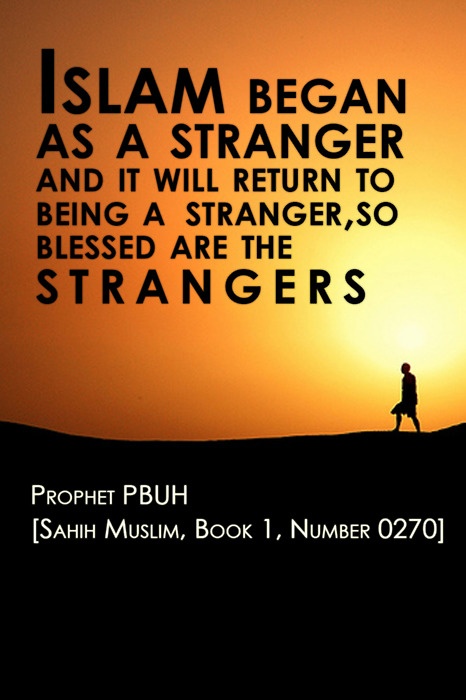 Islam began
as a stranger
and it will return to
being a stranger,so
blessed are the
strangers
Prophet PBUH
[Sahih Muslim, Book 1, Number 0270]